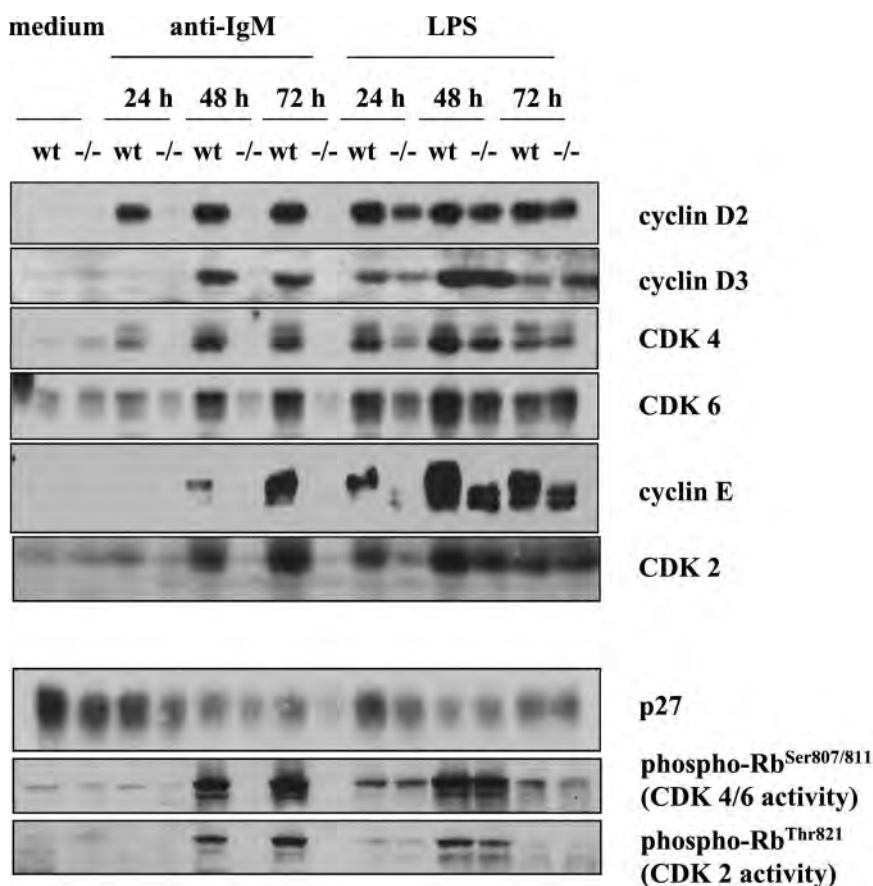 medium anti-IgM LPS
24 h 48 h 72 h 24 h 48 h 72 h
wt -/- wt -/- wt -/- wt -/- wt -/- wt -/- wt -/-
cyclin D2
cyclin D3
CDK 4
CDK 6
cyclin E
CDK 2
p27
phospho-Rb^Ser807/811
(CDK 4/6 activity)
phospho-Rb^Thr821
(CDK 2 activity)